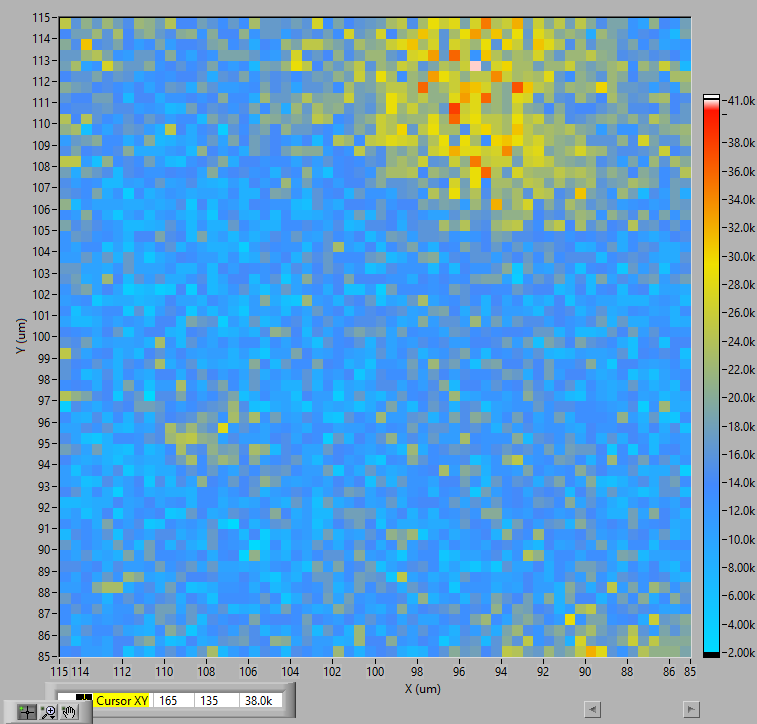 115
114
113
112
111
110
109
108
107
106
105
104
103
102
101
100
99
98
97
96
95
94
93
92
91
90
89
88
87
86
85
Y (um)
115 114 112 110 108 106 104 102 100 98 96 94 92 90 88 86 85
X (um)
41.0k
38.0k
36.0k
34.0k
32.0k
30.0k
28.0k
26.0k
24.0k
22.0k
20.0k
18.0k
16.0k
14.0k
12.0k
10.0k
8.00k
6.00k
4.00k
2.00k
Cursor XY 165 135 38.0k